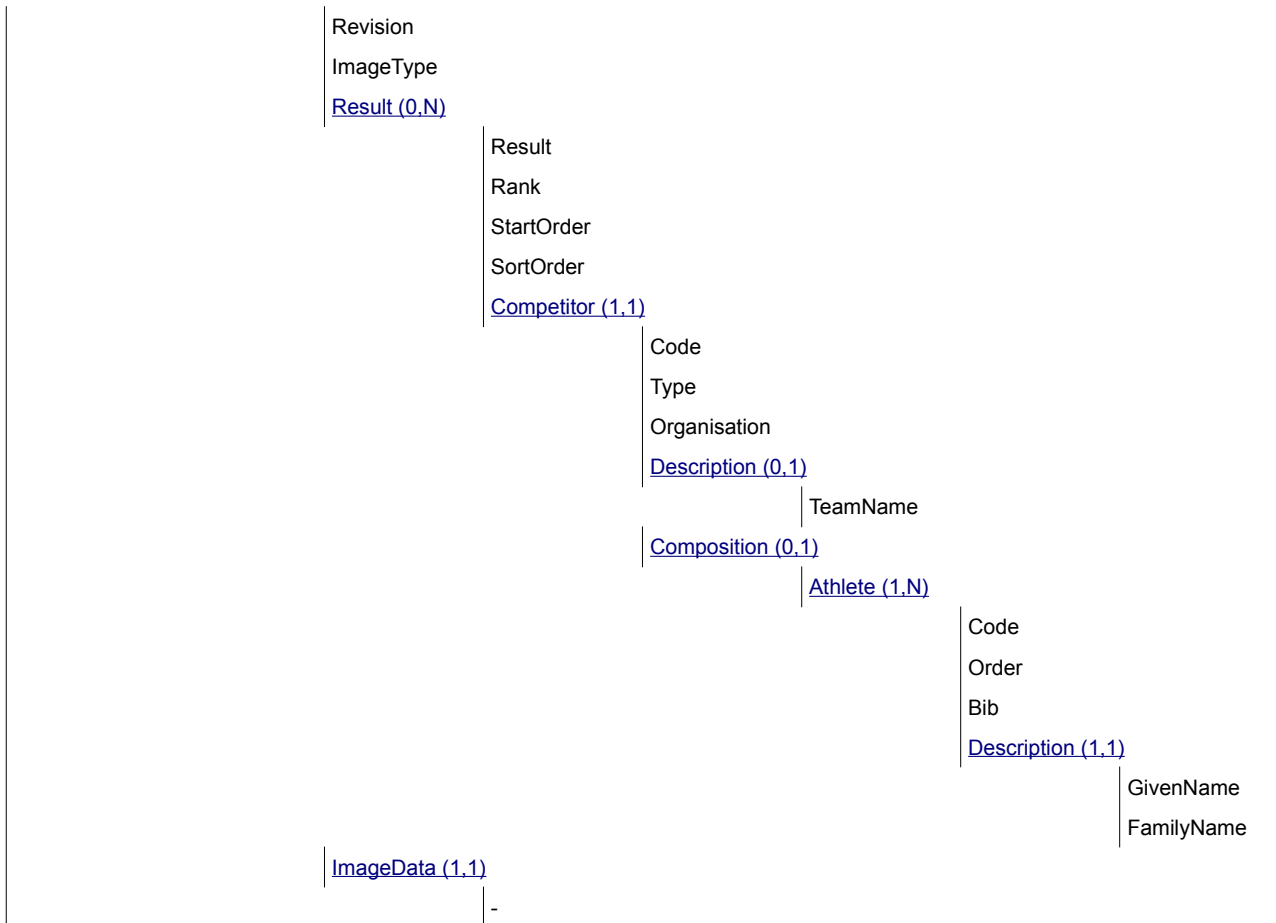 Revision
ImageType
Result (0,N)
Result
Rank
StartOrder
SortOrder
Competitor (1,1)
Code
Type
Organisation
Description (0,1)
TeamName
Composition (0,1)
Athlete (1,N)
Code
Order
Bib
Description (1,1)
GivenName
FamilyName
ImageData (1,1)
-